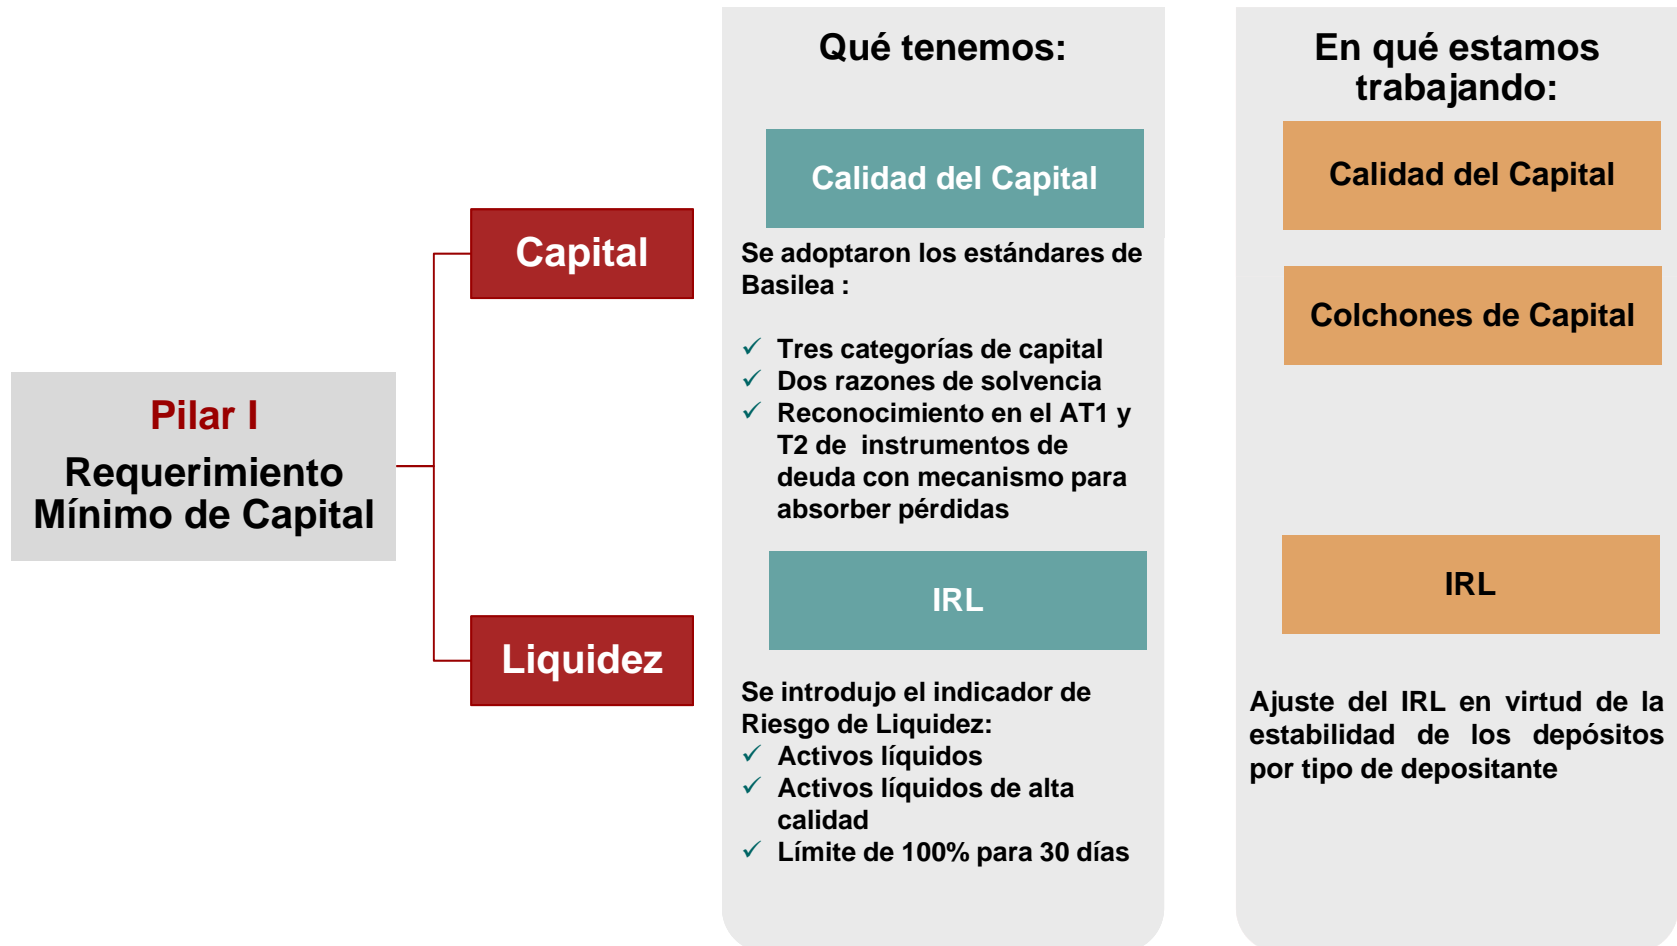 Pilar I
Requerimiento
Mínimo de Capital
Capital
Liquidez
Qué tenemos:
Calidad del Capital
Se adoptaron los estándares de
Basilea :
✓ Tres categorías de capital
✓ Dos razones de solvencia
✓ Reconocimiento en el AT1 y
T2 de instrumentos de
deuda con mecanismo para
absorber pérdidas
IRL
Se introdujo el indicador de
Riesgo de Liquidez:
✓ Activos líquidos
✓ Activos líquidos de alta
calidad
✓ Límite de 100% para 30 días
En qué estamos
trabajando:
Calidad del Capital
Colchones de Capital
IRL
Ajuste del IRL en virtud de la
estabilidad de los depósitos
por tipo de depositante